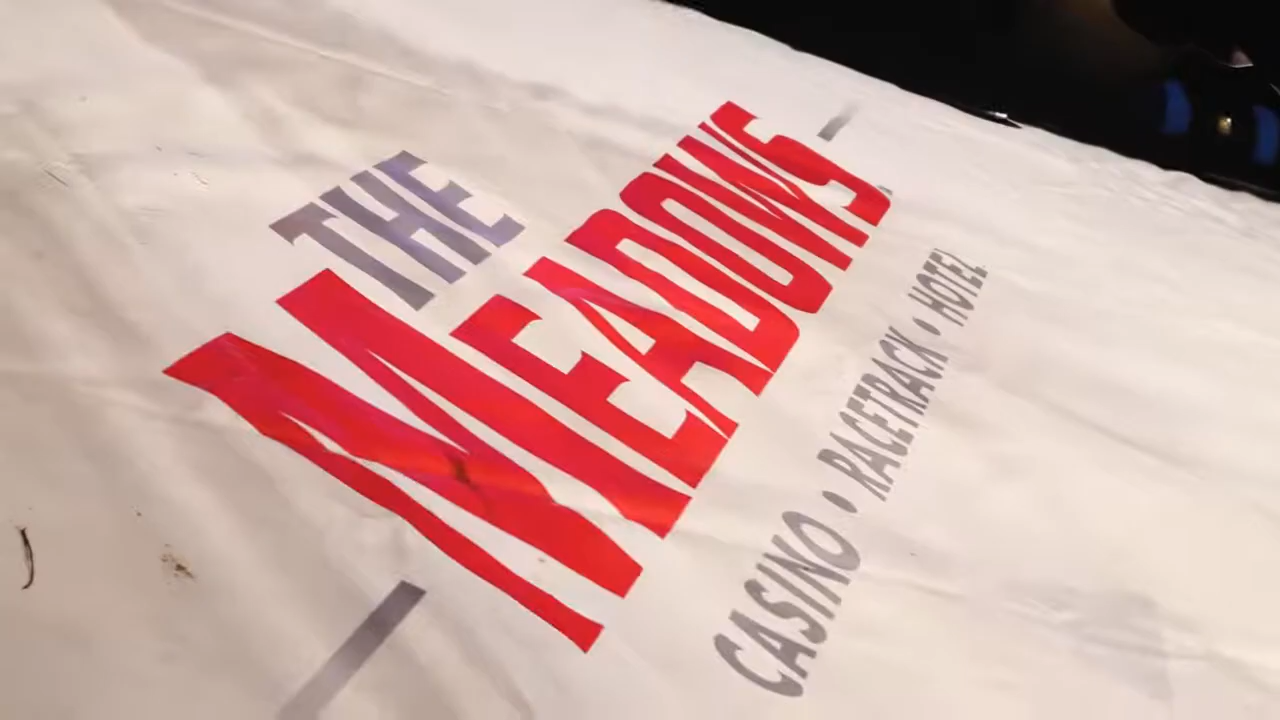 THE
MEADOWS
CASINO • RACETRACK • HOTEL